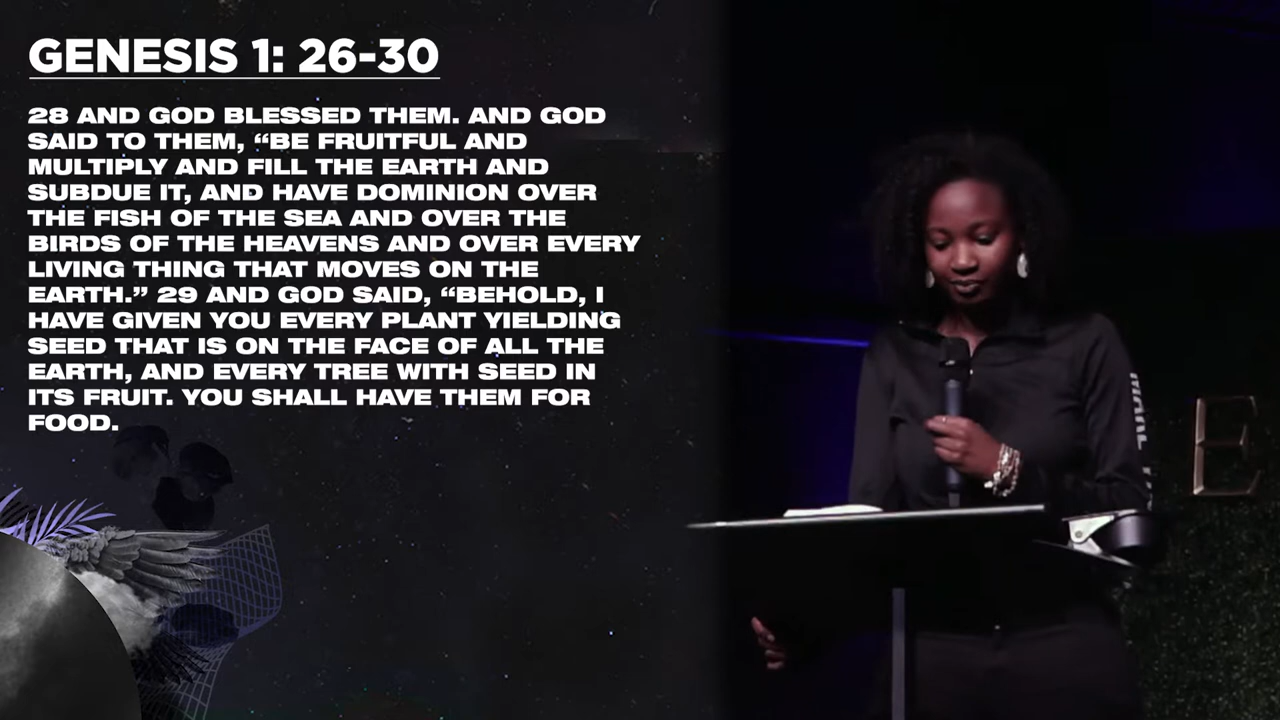 GENESIS 1: 26-30
28 AND GOD BLESSED THEM. AND GOD
SAID TO THEM, “BE FRUITFUL AND
MULTIPLY AND FILL THE EARTH AND
SUBDUE IT, AND HAVE DOMINION OVER
THE FISH OF THE SEA AND OVER THE
BIRDS OF THE HEAVENS AND OVER EVERY
LIVING THING THAT MOVES ON THE
EARTH.” 29 AND GOD SAID, “BEHOLD, I
HAVE GIVEN YOU EVERY PLANT YIELDING
SEED THAT IS ON THE FACE OF ALL THE
EARTH, AND EVERY TREE WITH SEED IN
ITS FRUIT. YOU SHALL HAVE THEM FOR
FOOD.
E